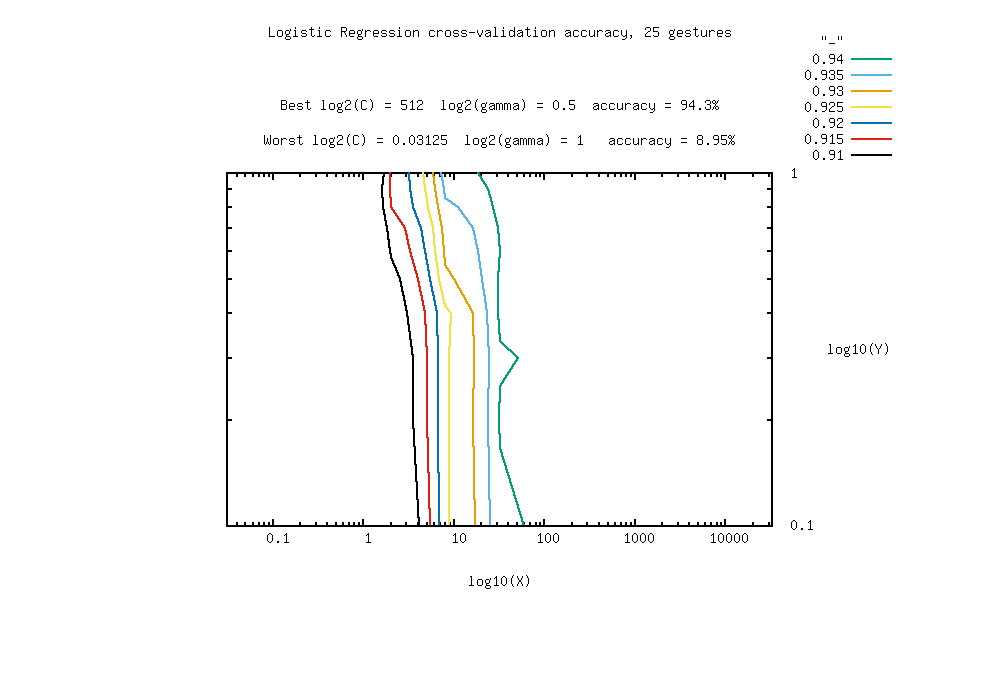 Logistic Regression cross-validation accuracy, 25 gestures
"_"
0.94
0.935
0.93
0.925
0.92
0.915
0.91
Best log2(C) = 512  log2(gamma) = 0.5  accuracy = 94.3%
Worst log2(C) = 0.03125  log2(gamma) = 1   accuracy = 8.95%
1
log10(Y)
0.1
0.1 1 10 100 1000 10000
log10(X)